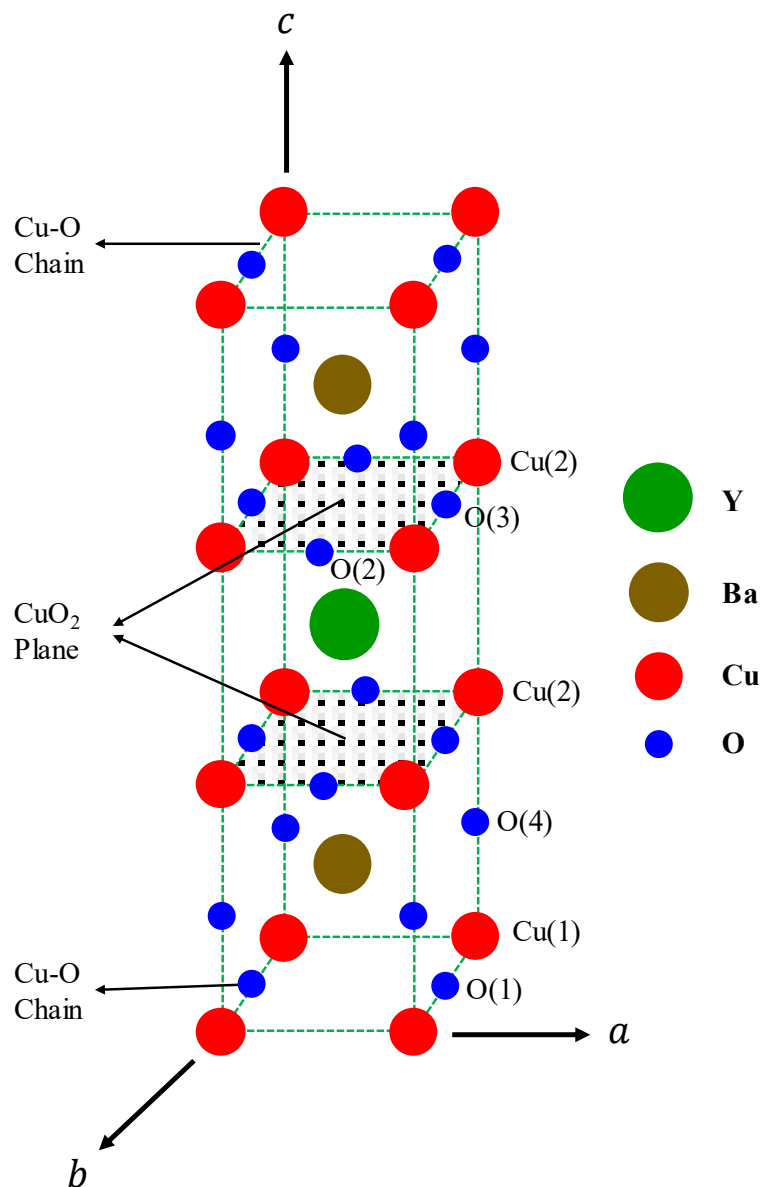 c
Cu-O
Chain
Cu(2)
O(3)
O(2)
Y
Ba
CuO₂
Plane
Cu(2)
Cu
O
O(4)
Cu(1)
Cu-O
Chain
O(1)
a
b